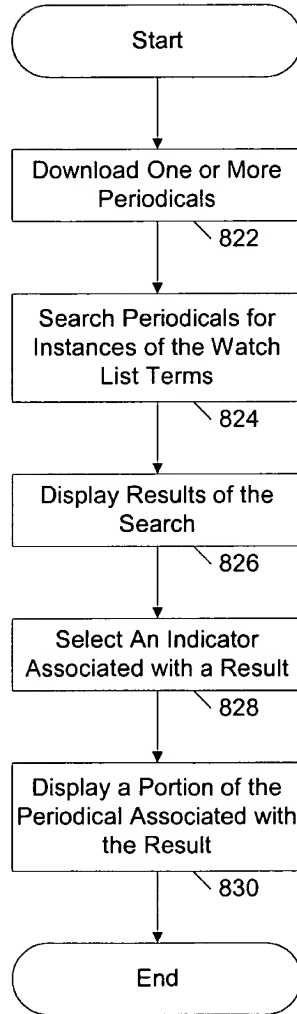 Start
Download One or More
Periodicals
822
Search Periodicals for
Instances of the Watch
List Terms
824
Display Results of the
Search
826
Select An Indicator
Associated with a Result
828
Display a Portion of the
Periodical Associated with
the Result
830
End